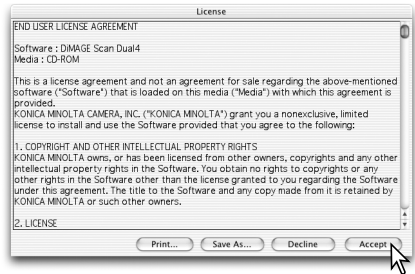 License
END USER LICENSE AGREEMENT
Software : DiMAGE Scan Dual4
Media : CD-ROM
This is a license agreement and not an agreement for sale regarding the above-mentioned
software ("Software") that is loaded on this media ("Media") with which this agreement is
provided.
KONICA MINOLTA CAMERA, INC. ("KONICA MINOLTA") grant you a nonexclusive, limited
license to install and use the Software provided that you agree to the following:
1. COPYRIGHT AND OTHER INTELLECTUAL PROPERTY RIGHTS
KONICA MINOLTA owns, or has been licensed from other owners, copyrights and any other
intellectual property rights in the Software. You obtain no rights to copyrights or any
other rights in the Software other than the license granted to you regarding the Software
under this agreement. The title to the Software and any copy made from it is retained by
KONICA MINOLTA or such other owners.
2. LICENSE
Print... Save As... Decline Accept